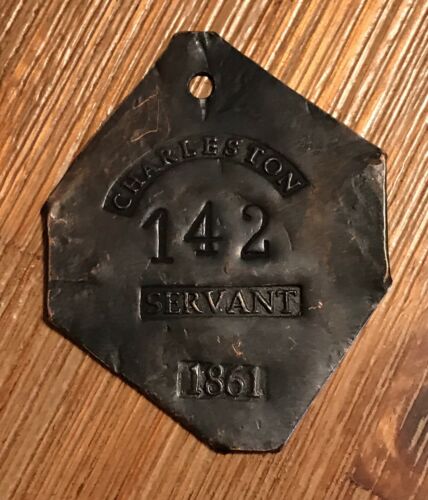 CHARLESTON
142
SERVANT
1861